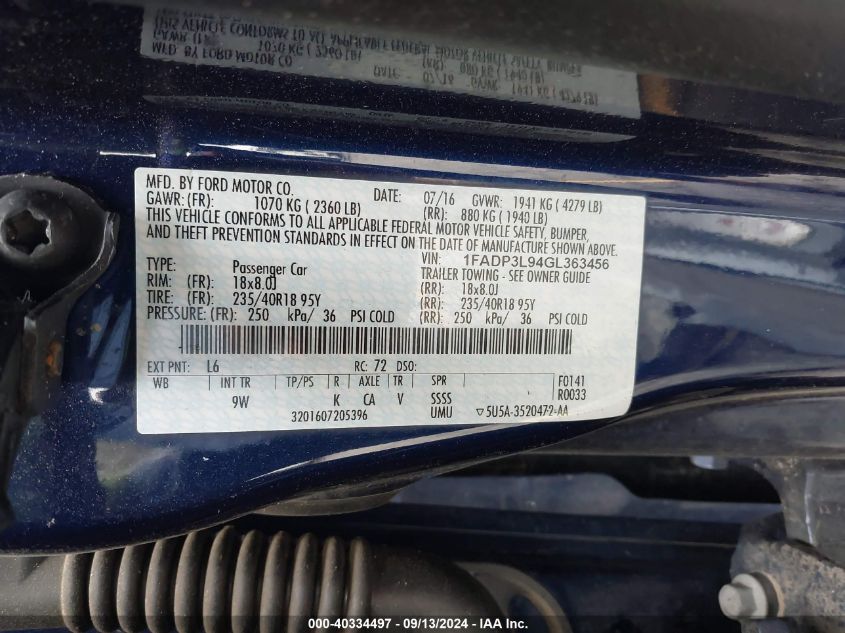 MFD. BY FORD MOTOR CO. DATE: 07/16 GVWR: 1941 KG ( 4279 LB)
GAWR: (FR): 1070 KG ( 2360 LB) (RR): 880 KG ( 1940 LB)
THIS VEHICLE CONFORMS TO ALL APPLICABLE FEDERAL MOTOR VEHICLE SAFETY, BUMPER,
AND THEFT PREVENTION STANDARDS IN EFFECT ON THE DATE OF MANUFACTURE SHOWN ABOVE.
VIN: 1FADP3L94GL363456
TYPE: Passenger Car TRAILER TOWING - SEE OWNER GUIDE
RIM: (FR): 18x8.0J (RR): 18x8.0J
TIRE: (FR): 235/40R18 95Y (RR): 235/40R18 95Y
PRESSURE: (FR): 250 kPa/ 36 PSI COLD (RR): 250 kPa/ 36 PSI COLD
EXT PNT: L6 RC: 72 DSO:
WB INT TR TP/PS R AXLE TR SPR F0141
9W K CA V SSSS R0033
3201607205396 UMU ▽5U5A-3520472-AA
000-40334497 - 09/13/2024 - IAA Inc.